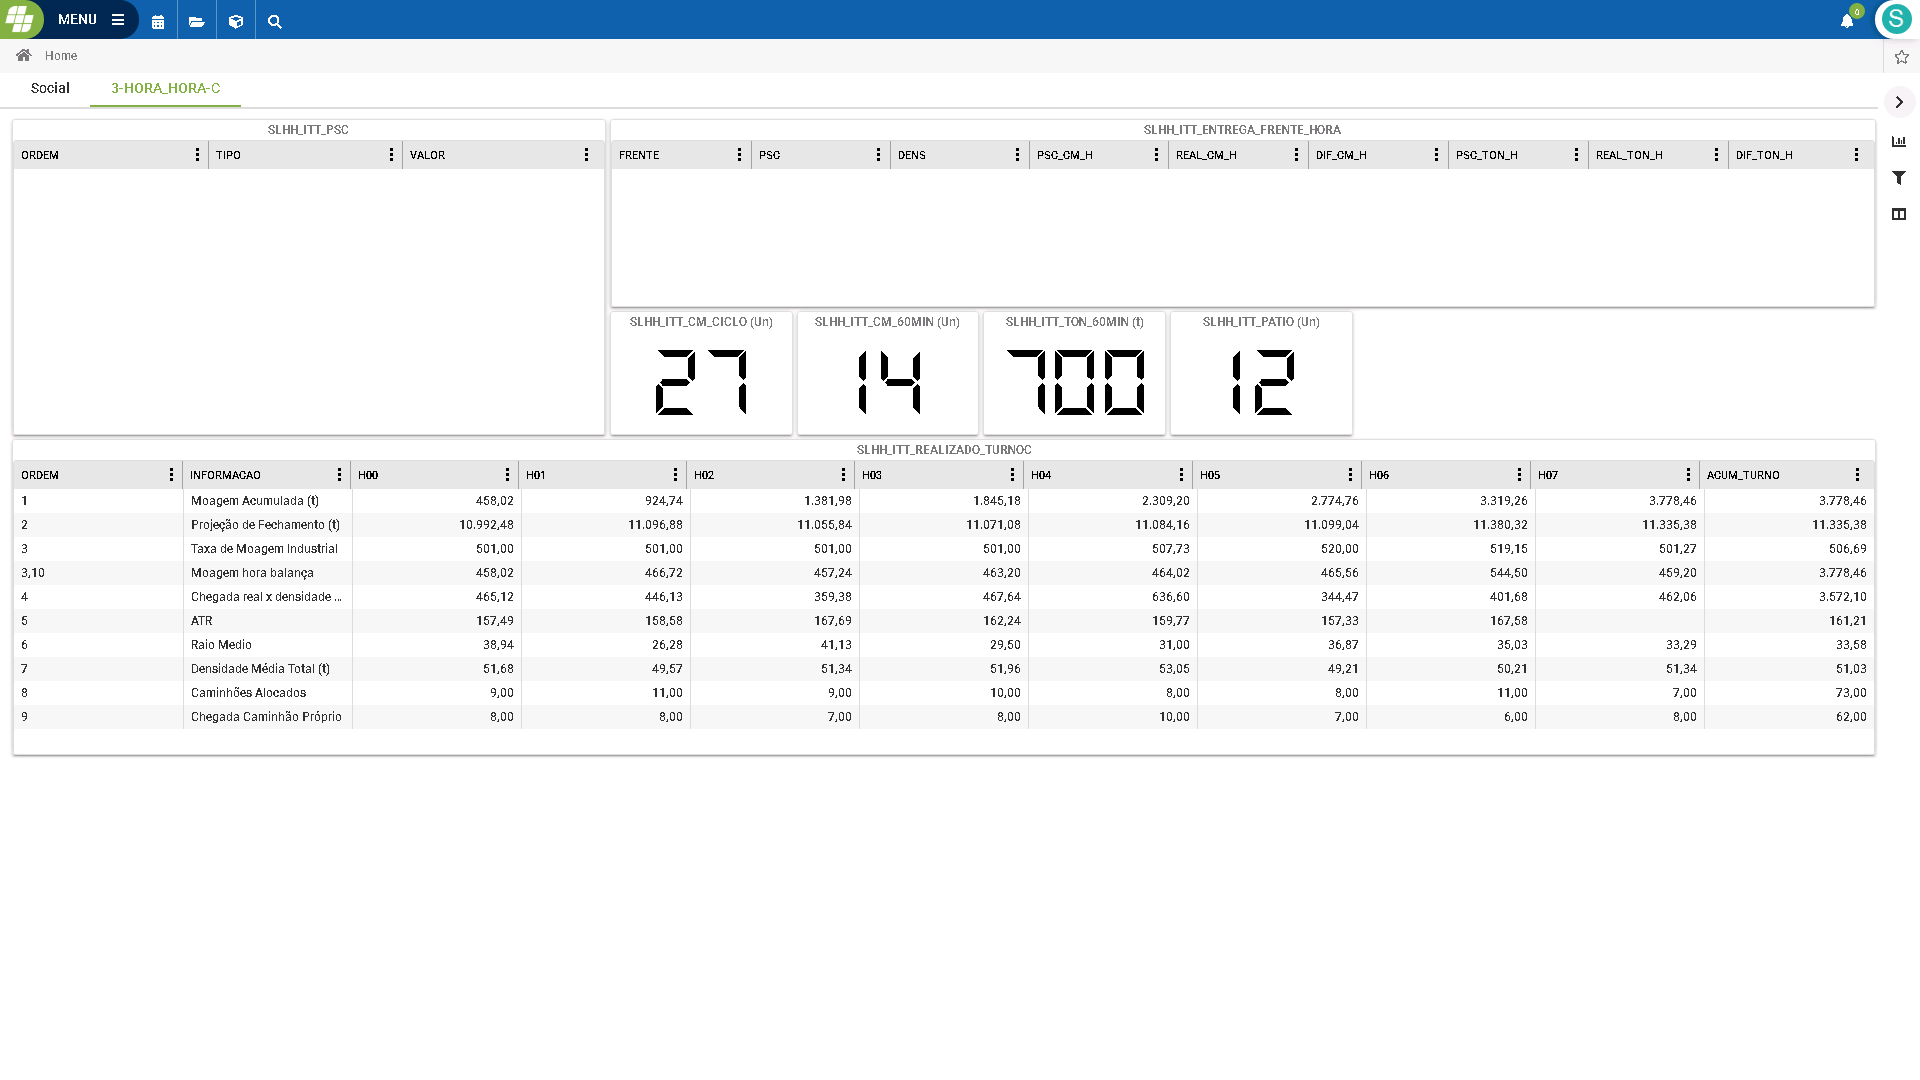 MENU
0
S
Home
Social 3-HORA_HORA-C
SLHH_ITT_PSC
ORDEM TIPO VALOR
SLHH_ITT_ENTREGA_FRENTE_HORA
FRENTE PSC DENS PSC_CM_H REAL_CM_H DIF_CM_H PSC_TON_H REAL_TON_H DIF_TON_H
SLHH_ITT_CM_CICLO (Un) SLHH_ITT_CM_60MIN (Un) SLHH_ITT_TON_60MIN (t) SLHH_ITT_PATIO (Un)
27 14 700 12
SLHH_ITT_REALIZADO_TURNOC
ORDEM INFORMACAO H00 H01 H02 H03 H04 H05 H06 H07 ACUM_TURNO
1 Moagem Acumulada (t) 458,02 924,74 1.381,98 1.845,18 2.309,20 2.774,76 3.319,26 3.778,46 3.778,46
2 Projeção de Fechamento (t) 10.992,48 11.096,88 11.055,84 11.071,08 11.084,16 11.099,04 11.380,32 11.335,38 11.335,38
3 Taxa de Moagem Industrial 501,00 501,00 501,00 501,00 507,73 520,00 519,15 501,27 506,69
3,10 Moagem hora balança 458,02 466,72 457,24 463,20 464,02 465,56 544,50 459,20 3.778,46
4 Chegada real x densidade ... 465,12 446,13 359,38 467,64 636,60 344,47 401,68 462,06 3.572,10
5 ATR 157,49 158,58 167,69 162,24 159,77 157,33 167,58 161,21
6 Raio Medio 38,94 26,28 41,13 29,50 31,00 36,87 35,03 33,29 33,58
7 Densidade Média Total (t) 51,68 49,57 51,34 51,96 53,05 49,21 50,21 51,34 51,03
8 Caminhões Alocados 9,00 11,00 9,00 10,00 8,00 8,00 11,00 7,00 73,00
9 Chegada Caminhão Próprio 8,00 8,00 7,00 8,00 10,00 7,00 6,00 8,00 62,00